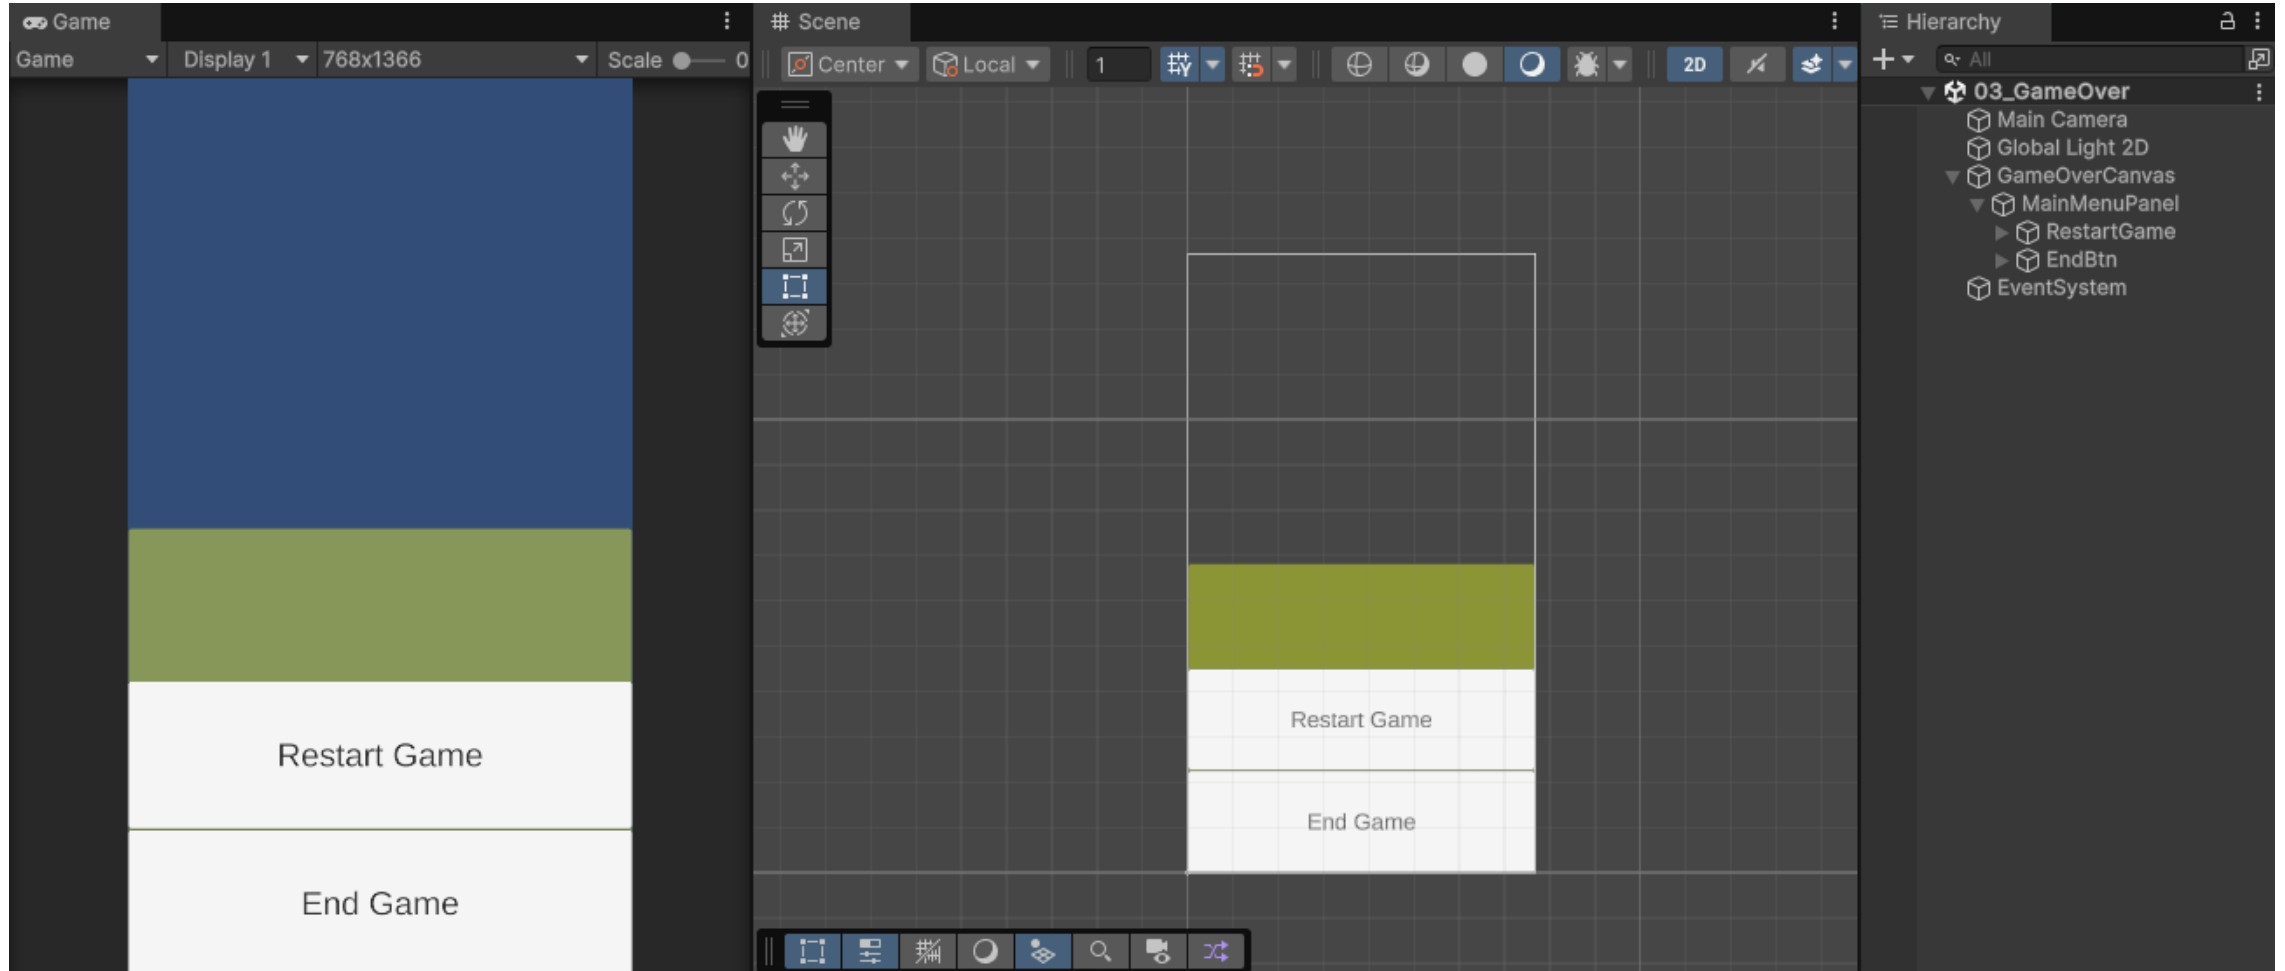 Game
Game
Display 1
768x1366
Scale
0
Restart Game
End Game
Scene
Center
Local
1
2D
Restart Game
End Game
Hierarchy
All
03_GameOver
Main Camera
Global Light 2D
GameOverCanvas
MainMenuPanel
RestartGame
EndBtn
EventSystem